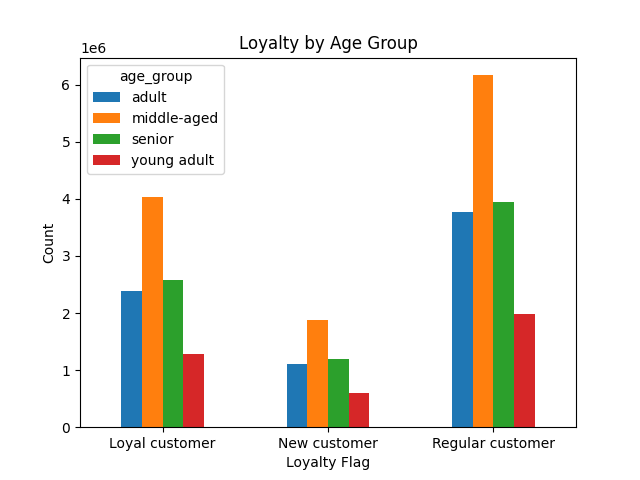 Loyalty by Age Group
1e6
age_group
adult
middle-aged
senior
young adult
6
5
4
3
2
1
0
Count
Loyal customer
New customer
Regular customer
Loyalty Flag